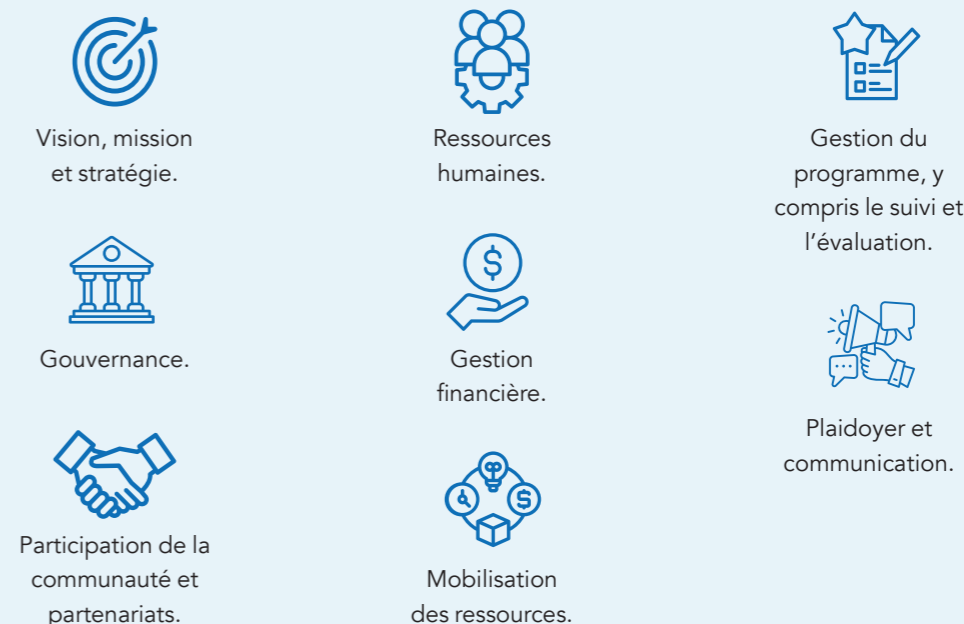 Vision, mission
et stratégie.
Gouvernance.
Participation de la
communauté et
partenariats.
Ressources
humaines.
Gestion
financière.
Mobilisation
des ressources.
Gestion du
programme, y
compris le suivi et
l’évaluation.
Plaidoyer et
communication.